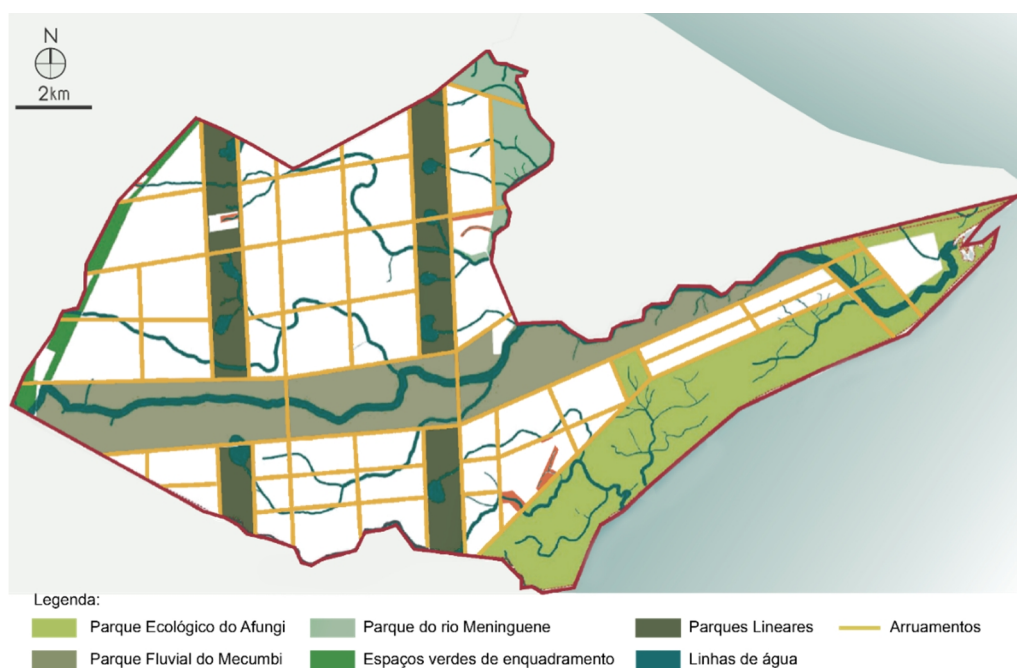 N
2km
Legenda:
Parque Ecológico do Afungi
Parque do rio Meninguene
Parques Lineares
Arruamentos
Parque Fluvial do Mecumbi
Espaços verdes de enquadramento
Linhas de água